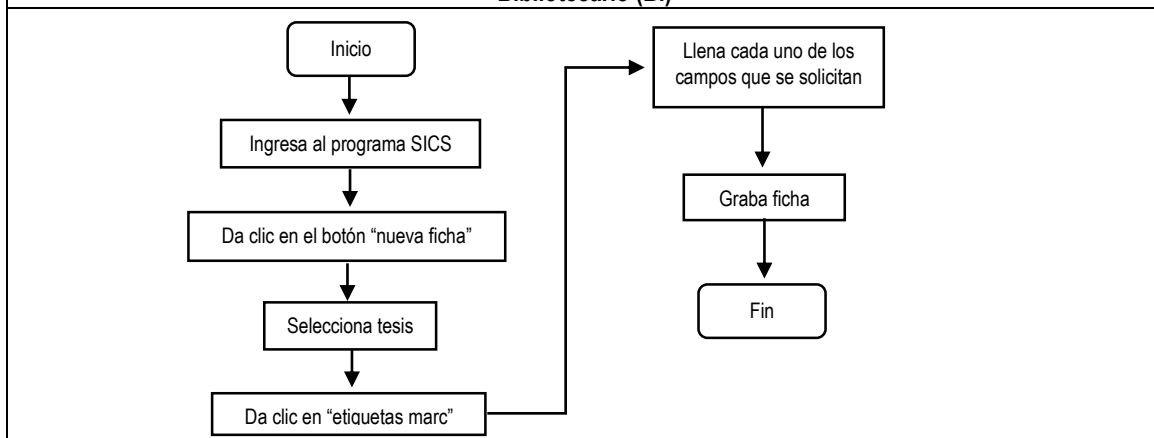 Inicio
Ingresa al programa SICS
Da clic en el botón “nueva ficha”
Selecciona tesis
Da clic en “etiquetas marc”
Llena cada uno de los
campos que se solicitan
Graba ficha
Fin